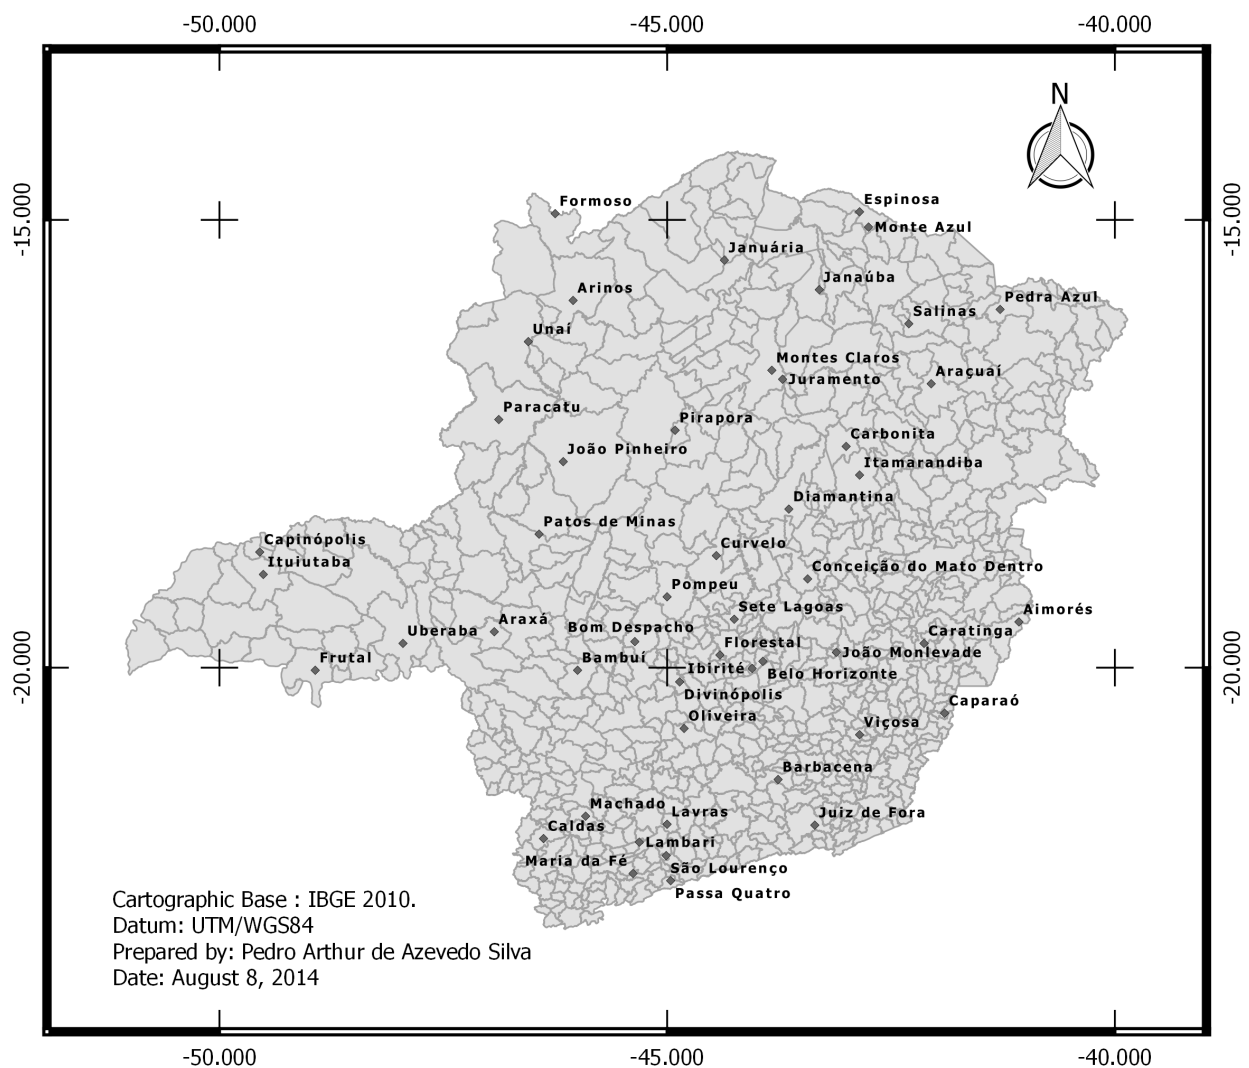 -50.000
-45.000
-40.000
N
-15.000
-15.000
Formoso
Espinosa
Monte Azul
Januária
Janaúba
Arinos
Pedra Azul
Salinas
Unaí
Montes Claros
Juramento
Araçuaí
Paracatu
Pirapora
Carbonita
João Pinheiro
Itamarandiba
Diamantina
Patos de Minas
Capinópolis
Curvelo
Ituiutaba
Conceição do Mato Dentro
Pompeu
Sete Lagoas
Aimorés
Araxá
Bom Despacho
Uberaba
Caratinga
Florestal
João Monlevade
Frutal
Bambuí
Ibirité
Belo Horizonte
-20.000
-20.000
Divinópolis
Caparaó
Oliveira
Viçosa
Barbacena
Machado
Lavras
Juiz de Fora
Caldas
Lambari
Maria da Fé
São Lourenço
Passa Quatro
Cartographic Base : IBGE 2010.
Datum: UTM/WGS84
Prepared by: Pedro Arthur de Azevedo Silva
Date: August 8, 2014
-50.000
-45.000
-40.000